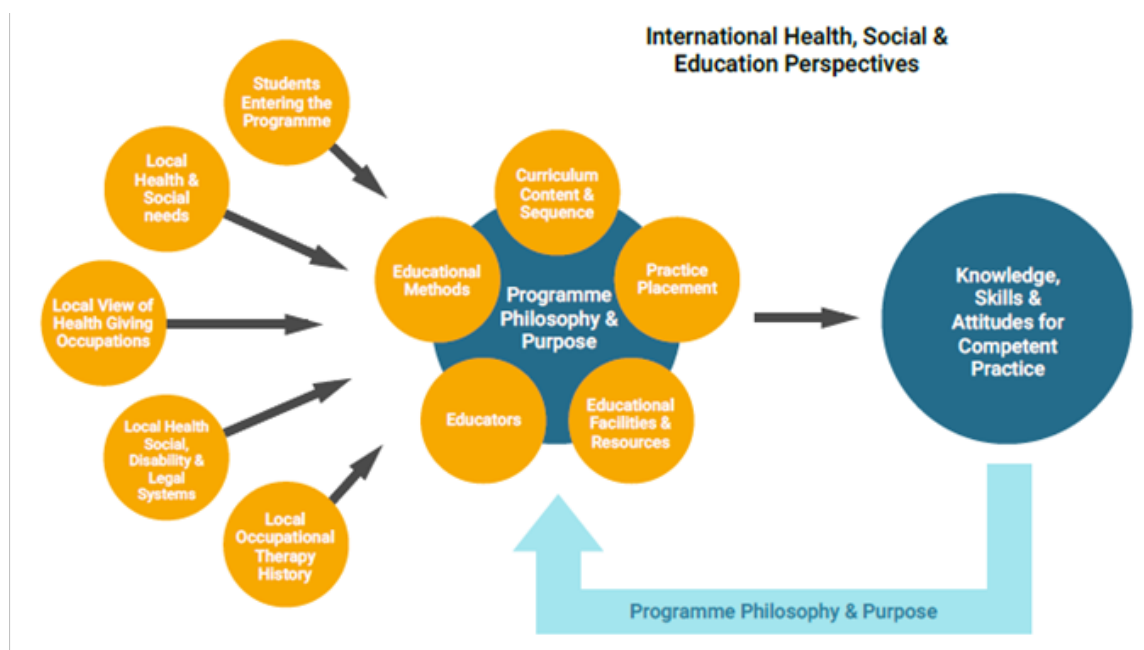 International Health, Social &
Education Perspectives
Students
Entering the
Programme
Local
Health &
Social
needs
Local View of
Health Giving
Occupations
Local Health
Social,
Disability &
Legal
Systems
Local
Occupational
Therapy
History
Curriculum
Content &
Sequence
Educational
Methods
Practice
Placement
Programme
Philosophy &
Purpose
Educators
Educational
Facilities &
Resources
Knowledge,
Skills &
Attitudes for
Competent
Practice
Programme Philosophy & Purpose